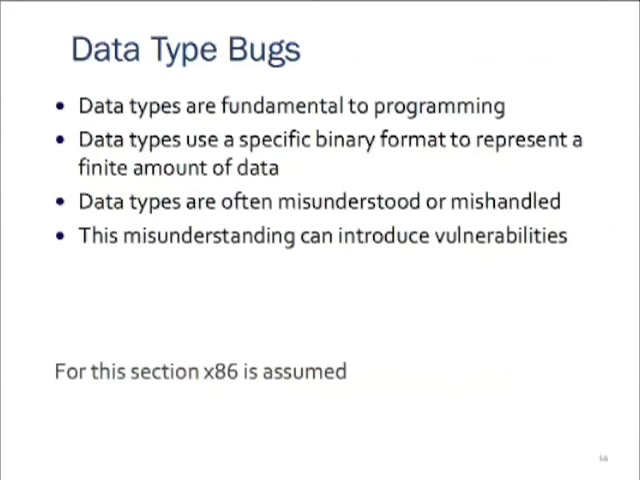 Data Type Bugs
• Data types are fundamental to programming
• Data types use a specific binary format to represent a
finite amount of data
• Data types are often misunderstood or mishandled
• This misunderstanding can introduce vulnerabilities
For this section x86 is assumed